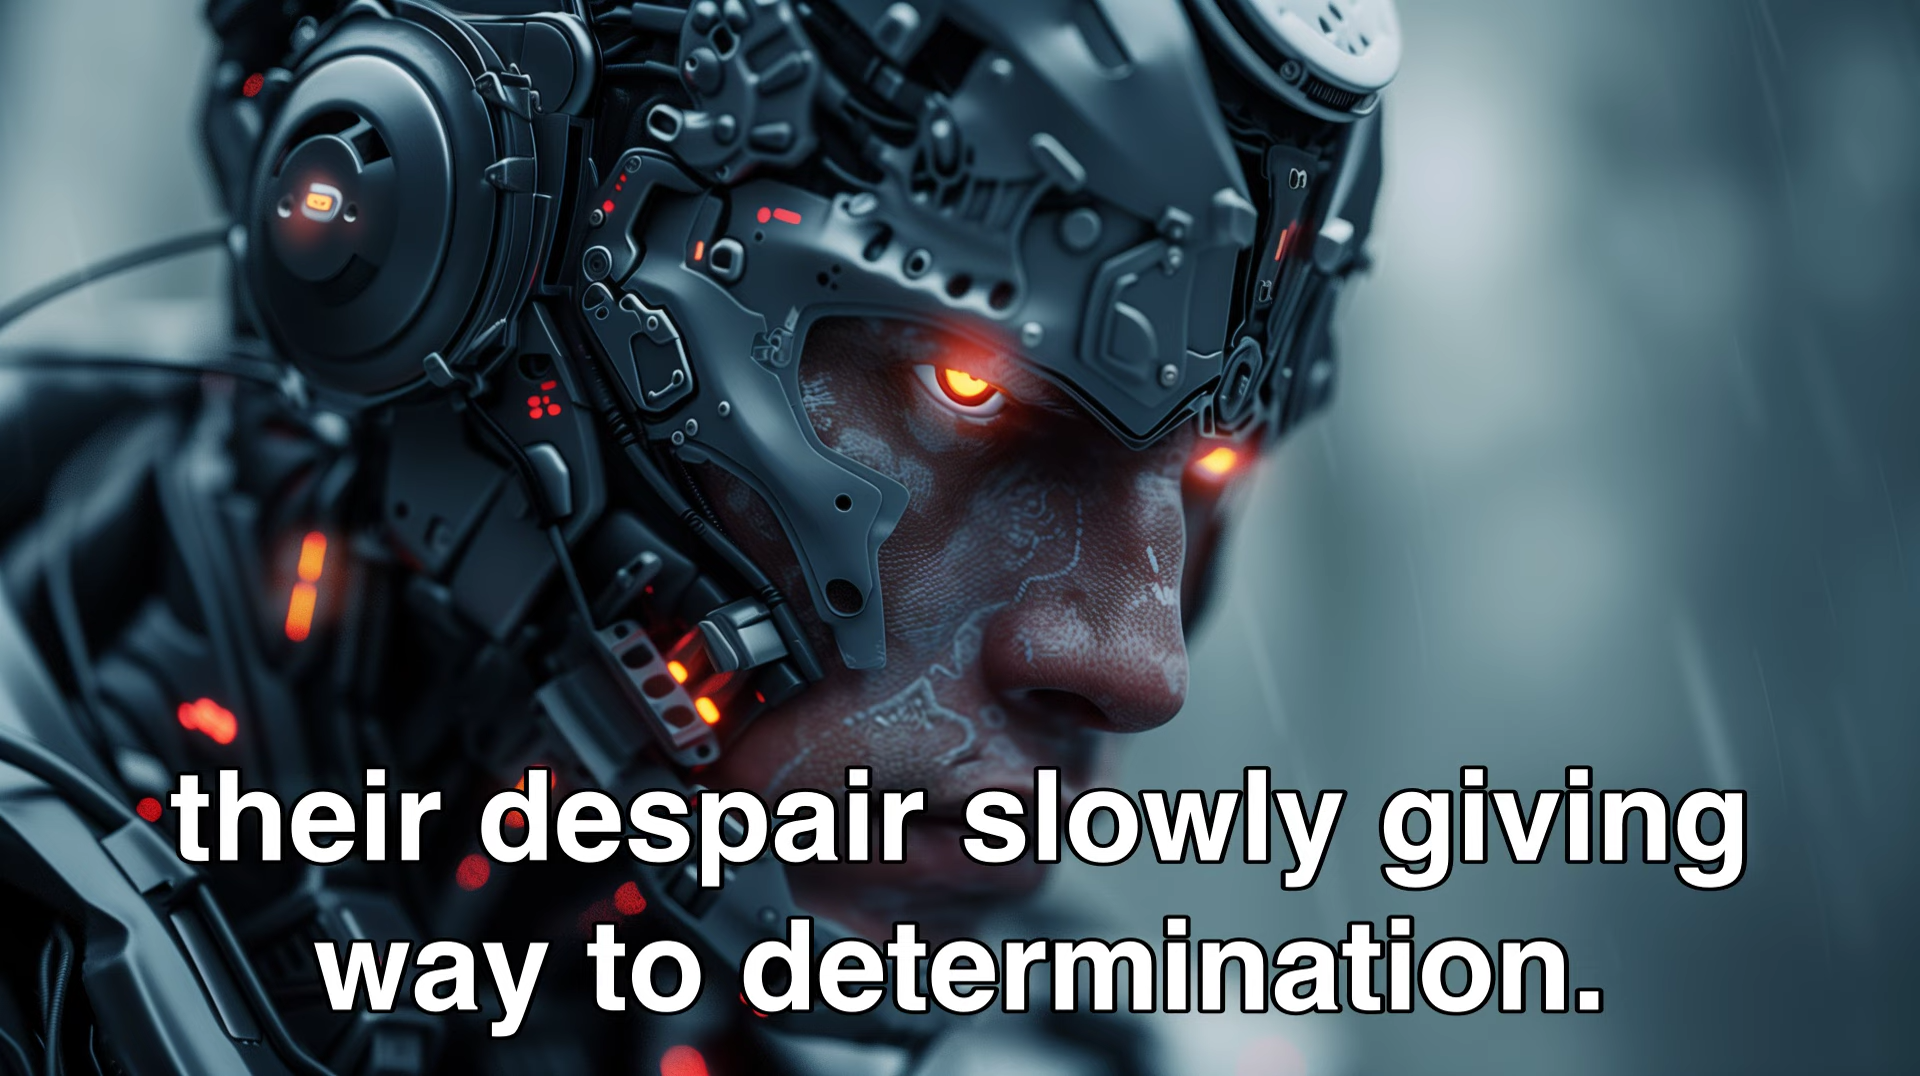 their despair slowly giving
way to determination.